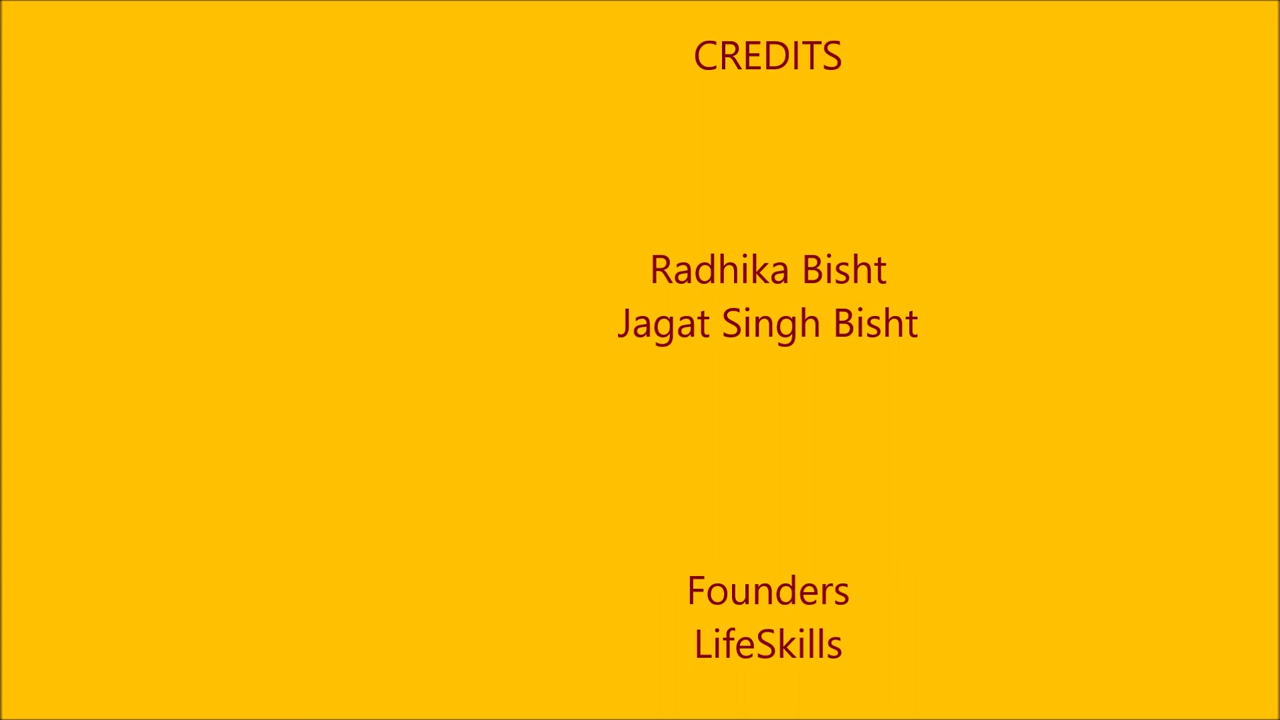 CREDITS
Radhika Bisht
Jagat Singh Bisht
Founders
LifeSkills